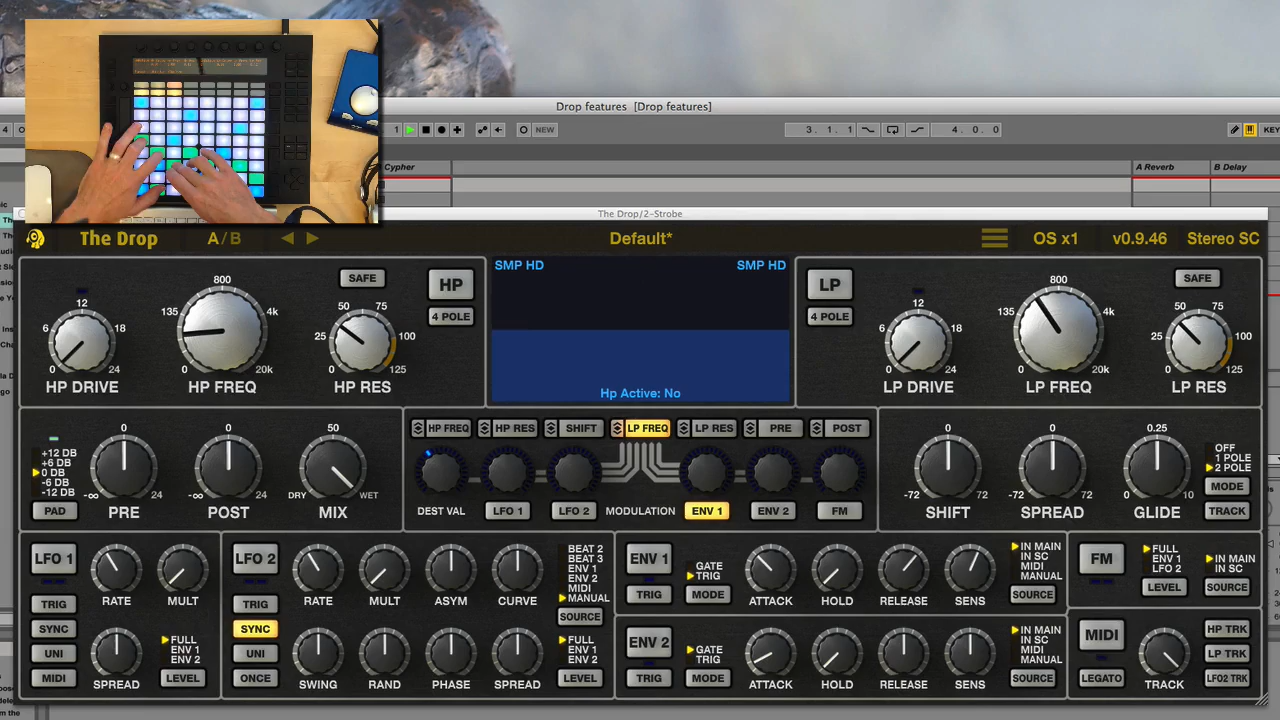 Drop features [Drop features]
4
1
NEW
3. 1. 1
4. 0. 0
KEY
Cypher
A Reverb
B Delay
The Drop/2-Strobe
The Drop
A/B
Default*
OS x1
v0.9.46
Stereo SC
SAFE
HP
4 POLE
6
12
18
0
24
HP DRIVE
135
800
4k
0
20k
HP FREQ
25
50
75
100
0
125
HP RES
SMP HD
SMP HD
Hp Active: No
LP
4 POLE
SAFE
6
12
18
0
24
LP DRIVE
135
800
4k
0
20k
LP FREQ
25
50
75
100
0
125
LP RES
+12 DB
+6 DB
0 DB
-6 DB
-12 DB
PAD
0
-∞
24
PRE
0
-∞
24
POST
50
DRY
WET
MIX
HP FREQ
HP RES
SHIFT
LP FREQ
LP RES
PRE
POST
DEST VAL
LFO 1
LFO 2
MODULATION
ENV 1
ENV 2
FM
0
-72
72
SHIFT
0
-72
72
SPREAD
0.25
0
10
GLIDE
OFF
1 POLE
2 POLE
MODE
TRACK
LFO 1
RATE
MULT
TRIG
SYNC
UNI
MIDI
SPREAD
FULL
ENV 1
ENV 2
LEVEL
LFO 2
RATE
MULT
ASYM
CURVE
TRIG
SYNC
UNI
ONCE
SWING
RAND
PHASE
SPREAD
BEAT 2
BEAT 3
ENV 1
ENV 2
MIDI
MANUAL
SOURCE
FULL
ENV 1
ENV 2
LEVEL
ENV 1
TRIG
GATE
TRIG
MODE
ATTACK
HOLD
RELEASE
SENS
IN MAIN
IN SC
MIDI
MANUAL
SOURCE
ENV 2
TRIG
GATE
TRIG
MODE
ATTACK
HOLD
RELEASE
SENS
IN MAIN
IN SC
MIDI
MANUAL
SOURCE
FM
FULL
ENV 1
LFO 2
LEVEL
IN MAIN
IN SC
SOURCE
MIDI
LEGATO
TRACK
HP TRK
LP TRK
LFO2 TRK